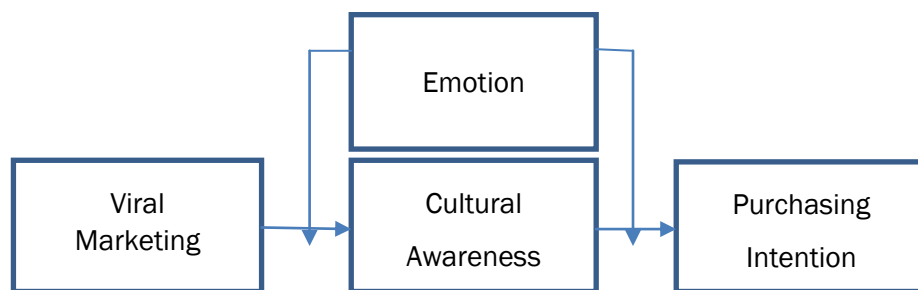 Emotion
Viral
Marketing
Cultural
Awareness
Purchasing
Intention